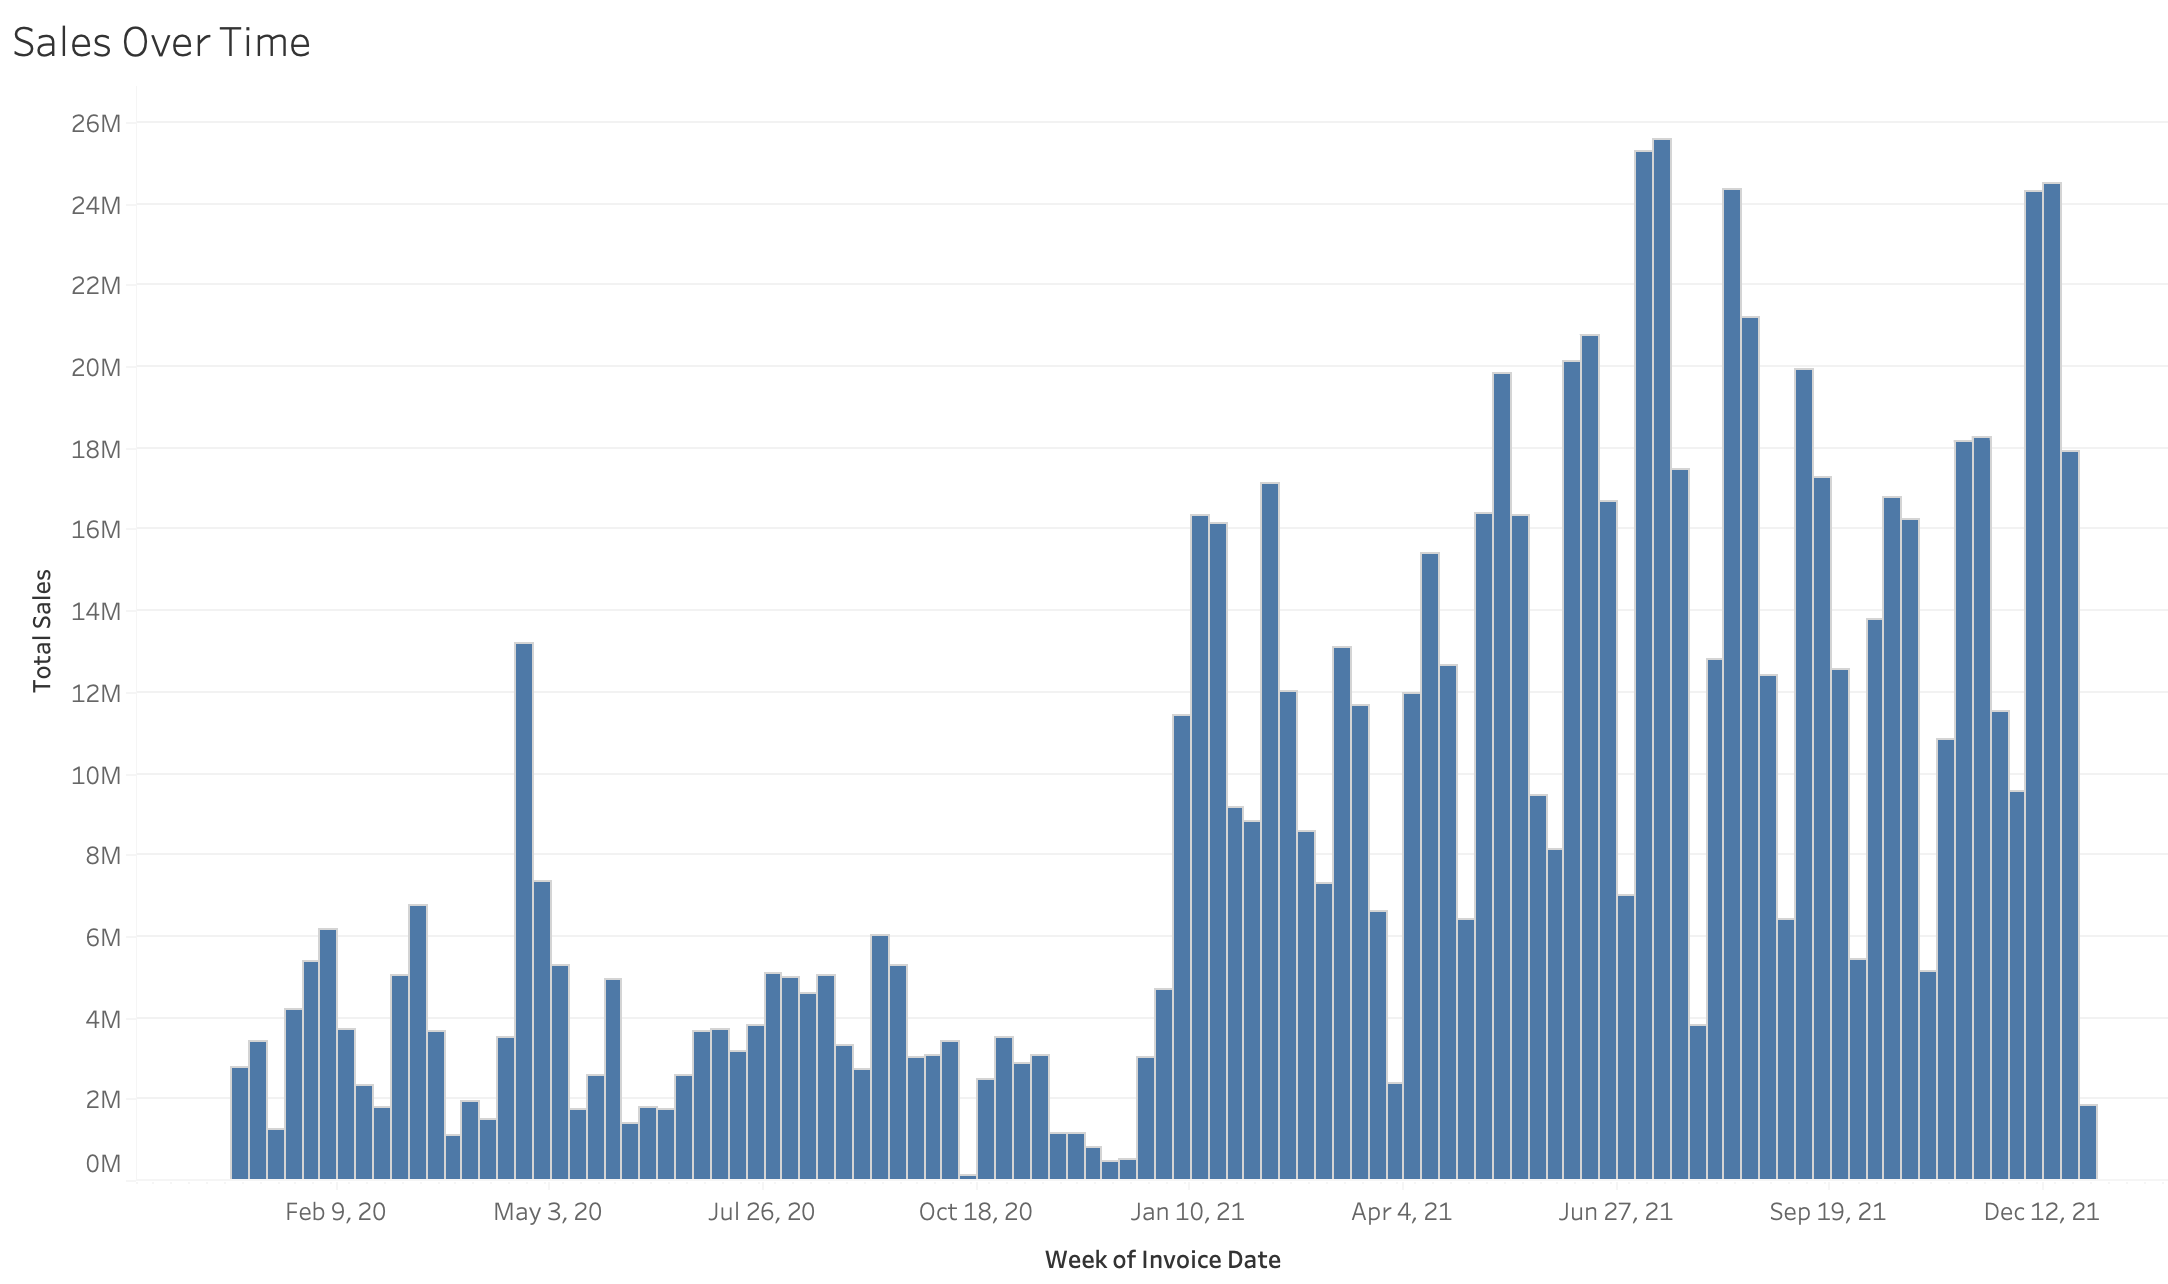 Sales Over Time
26M
24M
22M
20M
18M
16M
14M
12M
10M
8M
6M
4M
2M
0M
Total Sales
Feb 9, 20 May 3, 20 Jul 26, 20 Oct 18, 20 Jan 10, 21 Apr 4, 21 Jun 27, 21 Sep 19, 21 Dec 12, 21
Week of Invoice Date